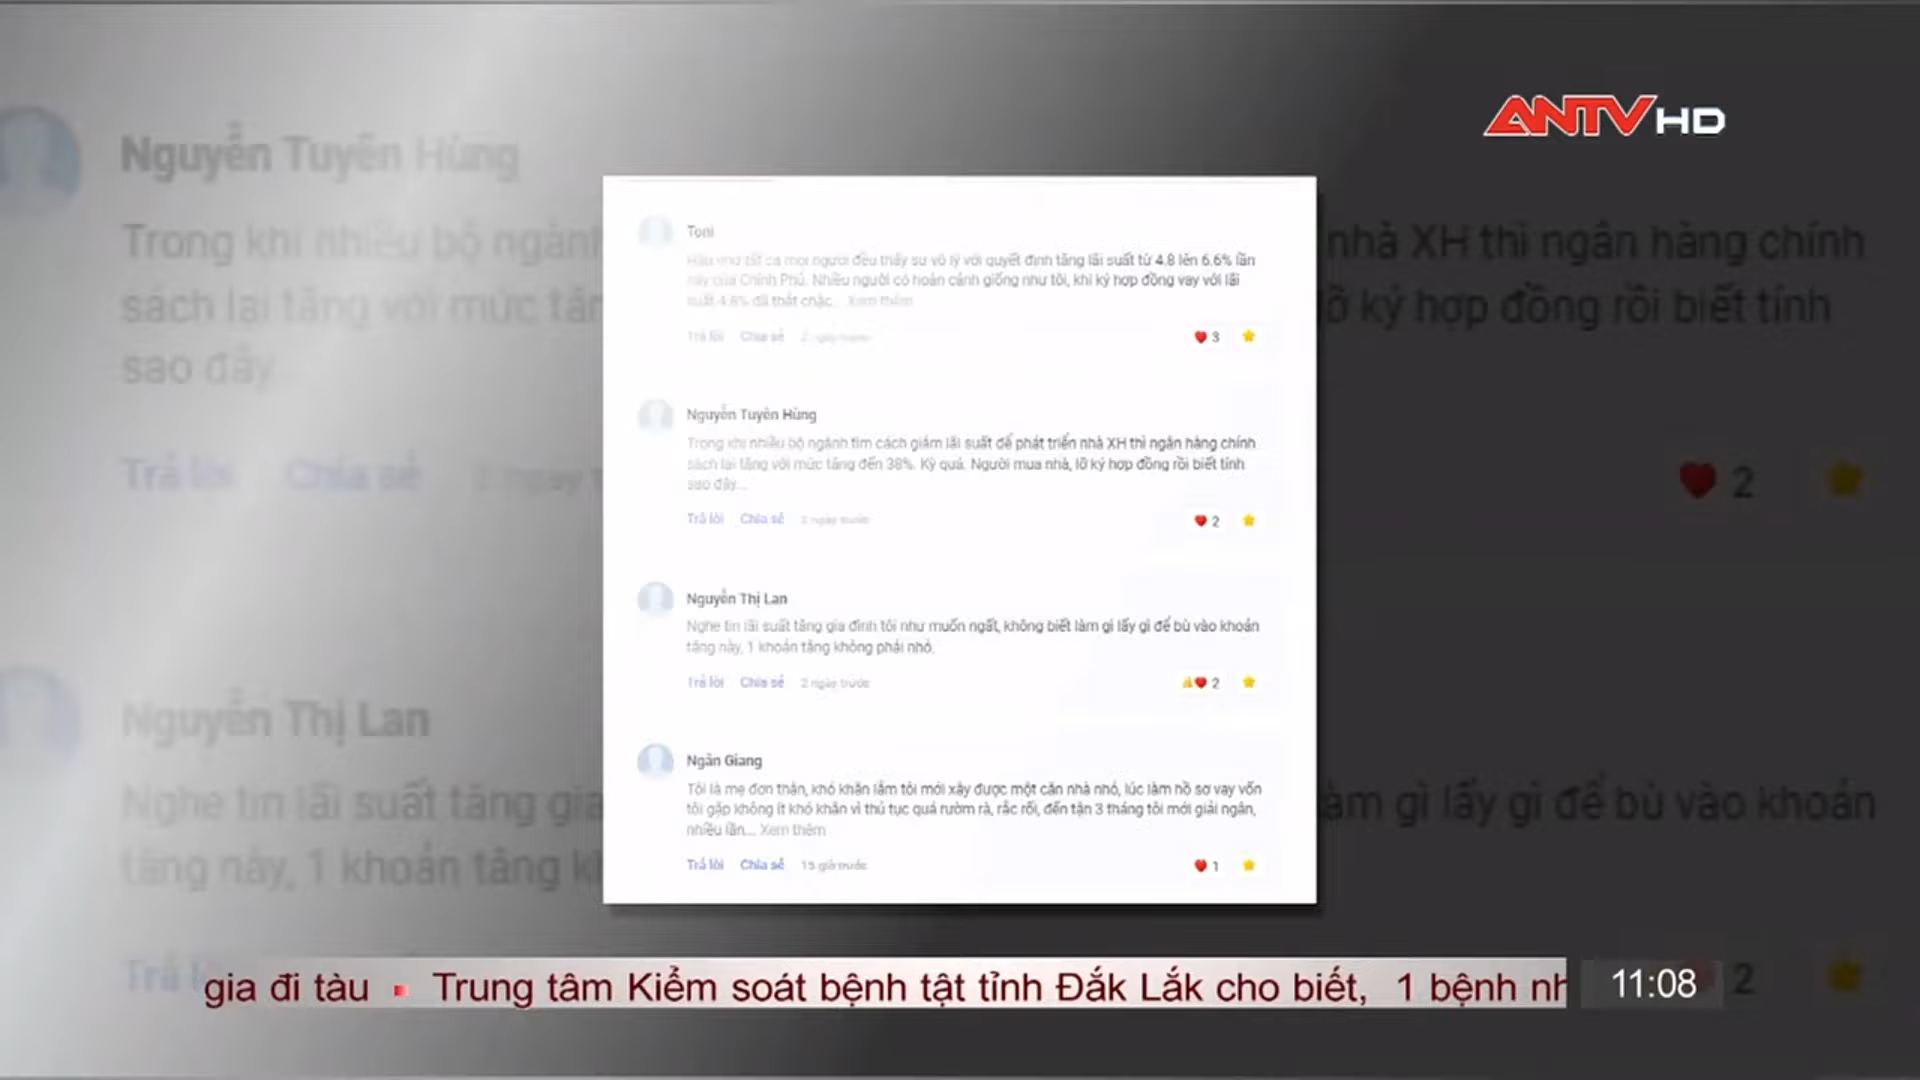 ANTV HD
Nguyễn Tuyên Hùng
Trong khi nhiều bộ ngành
nhà XH thì ngân hàng chính
sách lại tăng với mức tăn
lỡ ký hợp đồng rồi biết tính
sao đây
Trả lời Chia sẻ 2 ngày t
2
Toni
Hầu như tất cả mọi người đều thấy sự vô lý với quyết định tăng lãi suất từ 4.8 lên 6.6% lần
này của Chính Phủ. Nhiều người có hoàn cảnh giống như tôi, khi ký hợp đồng vay với lãi
suất 4.8% đã thắt chặc... Xem thêm
Trả lời Chia sẻ 2 ngày trước
3
Nguyễn Tuyên Hùng
Trong khi nhiều bộ ngành tìm cách giảm lãi suất để phát triển nhà XH thì ngân hàng chính
sách lại tăng với mức tăng đến 38%. Kỳ quá. Người mua nhà, lỡ ký hợp đồng rồi biết tính
sao đây...
Trả lời Chia sẻ 2 ngày trước
2
Nguyễn Thị Lan
Nghe tin lãi suất tăng gia đình tôi như muốn ngất, không biết làm gì lấy gì để bù vào khoản
tăng này, 1 khoản tăng không phải nhỏ.
Trả lời Chia sẻ 2 ngày trước
2
Ngân Giang
Tôi là mẹ đơn thân, khó khăn lắm tôi mới xây được một căn nhà nhỏ, lúc làm hồ sơ vay vốn
tôi gặp không ít khó khăn vì thủ tục quá rườm rà, rắc rối, đến tận 3 tháng tôi mới giải ngân,
nhiều lần... Xem thêm
Trả lời Chia sẻ 15 giờ trước
1
Nguyễn Thị Lan
Nghe tin lãi suất tăng gia
làm gì lấy gì để bù vào khoản
tăng này, 1 khoản tăng k
Trả l
2
gia đi tàu ▪ Trung tâm Kiểm soát bệnh tật tỉnh Đắk Lắk cho biết, 1 bệnh nh
11:08